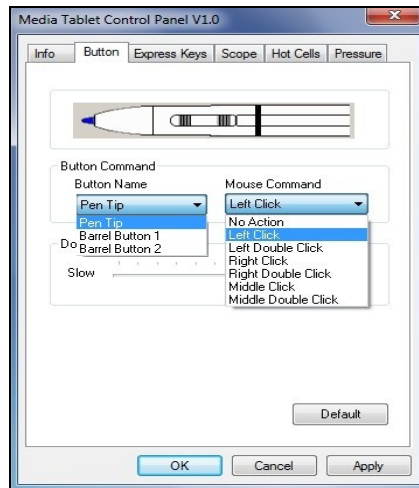 Media Tablet Control Panel V1.0
Info Button Express Keys Scope Hot Cells Pressure
Button Command
Button Name Mouse Command
Pen Tip Left Click
Pen Tip
Barrel Button 1
Barrel Button 2
No Action
Left Click
Left Double Click
Right Click
Right Double Click
Middle Click
Middle Double Click
Do
Slow
Default
OK Cancel Apply